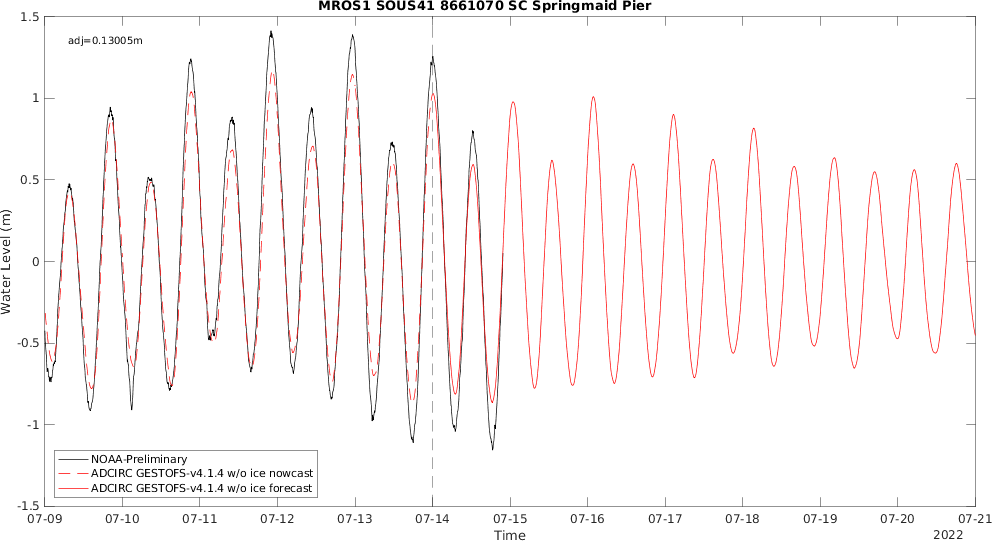 MROS1 SOUS41 8661070 SC Springmaid Pier
adj=0.13005m
1.5
1
0.5
0
-0.5
-1
-1.5
Water Level (m)
NOAA-Preliminary
ADCIRC GESTOFS-v4.1.4 w/o ice nowcast
ADCIRC GESTOFS-v4.1.4 w/o ice forecast
07-09 07-10 07-11 07-12 07-13 07-14 07-15 07-16 07-17 07-18 07-19 07-20 07-21
Time
2022